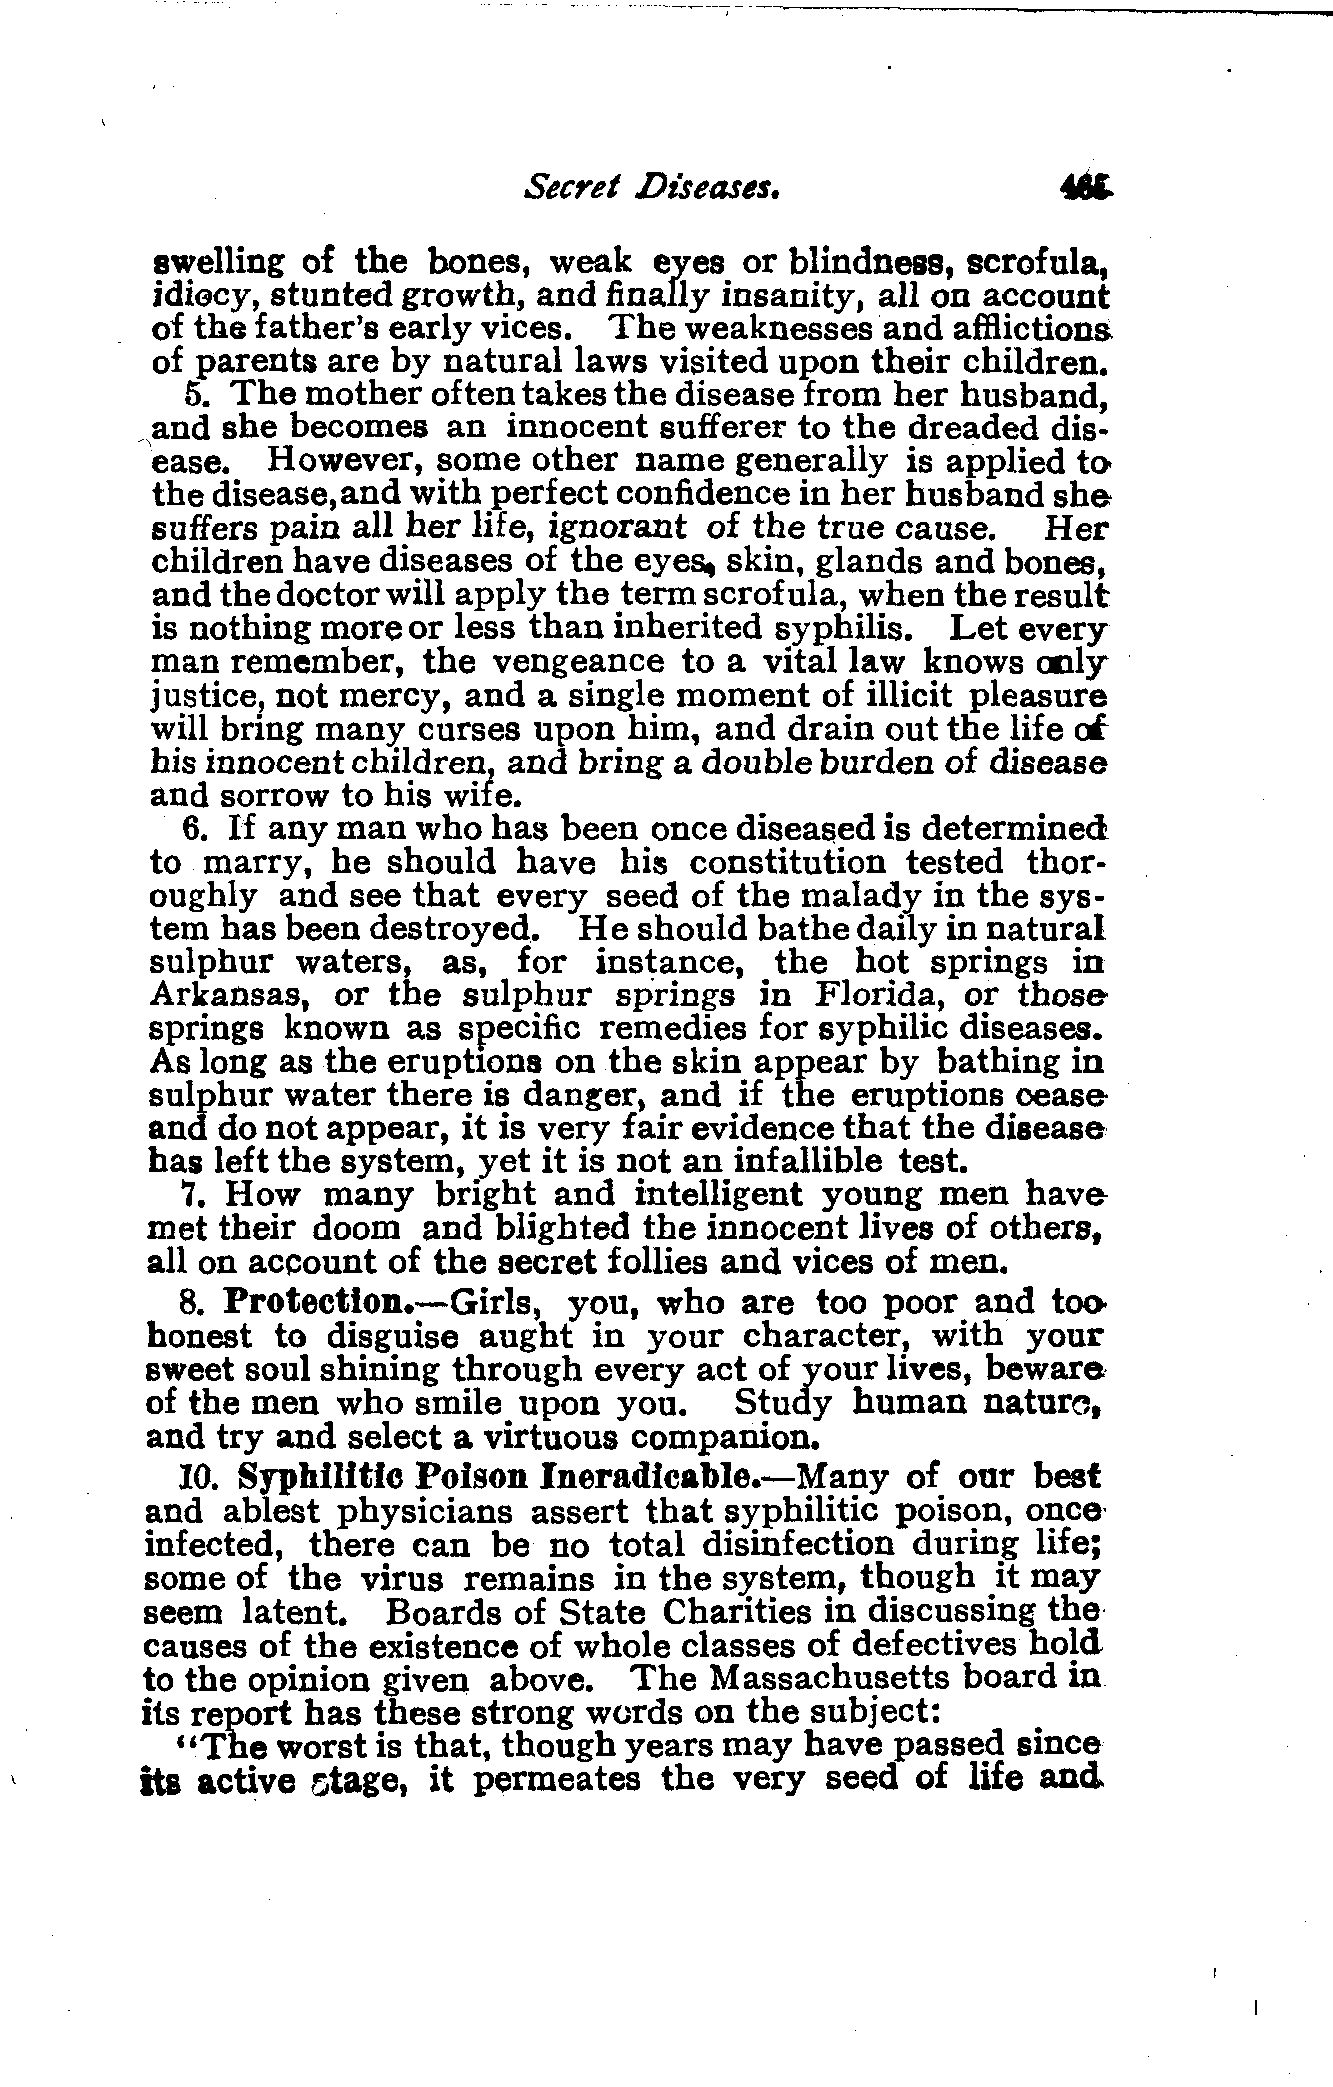 Secret Diseases.
swelling of the bones, weak eyes or blindness, scrofula,
idiocy, stunted growth, and finally insanity, all on account
of the father's early vices. The weaknesses and afflictions
of parents are by natural laws visited upon their children.
5. The mother often takes the disease from her husband,
and she becomes an innocent sufferer to the dreaded dis-
ease. However, some other name generally is applied to
the disease, and with perfect confidence in her husband she
suffers pain all her life, ignorant of the true cause. Her
children have diseases of the eyes, skin, glands and bones,
and the doctor will apply the term scrofula, when the result
is nothing more or less than inherited syphilis. Let every
man remember, the vengeance to a vital law knows only
justice, not mercy, and a single moment of illicit pleasure
will bring many curses upon him, and drain out the life of
his innocent children, and bring a double burden of disease
and sorrow to his wife.
6. If any man who has been once diseased is determined
to marry, he should have his constitution tested thor-
oughly and see that every seed of the malady in the sys-
tem has been destroyed. He should bathe daily in natural
sulphur waters, as, for instance, the hot springs in
Arkansas, or the sulphur springs in Florida, or those
springs known as specific remedies for syphilic diseases.
As long as the eruptions on the skin appear by bathing in
sulphur water there is danger, and if the eruptions cease
and do not appear, it is very fair evidence that the disease
has left the system, yet it is not an infallible test.
7. How many bright and intelligent young men have
met their doom and blighted the innocent lives of others,
all on account of the secret follies and vices of men.
8. Protection.—Girls, you, who are too poor and too
honest to disguise aught in your character, with your
sweet soul shining through every act of your lives, beware
of the men who smile upon you. Study human nature,
and try and select a virtuous companion.
10. Syphilitic Poison Ineradicable.—Many of our best
and ablest physicians assert that syphilitic poison, once
infected, there can be no total disinfection during life;
some of the virus remains in the system, though it may
seem latent. Boards of State Charities in discussing the
causes of the existence of whole classes of defectives hold
to the opinion given above. The Massachusetts board in
its report has these strong words on the subject:
"The worst is that, though years may have passed since
its active stage, it permeates the very seed of life and